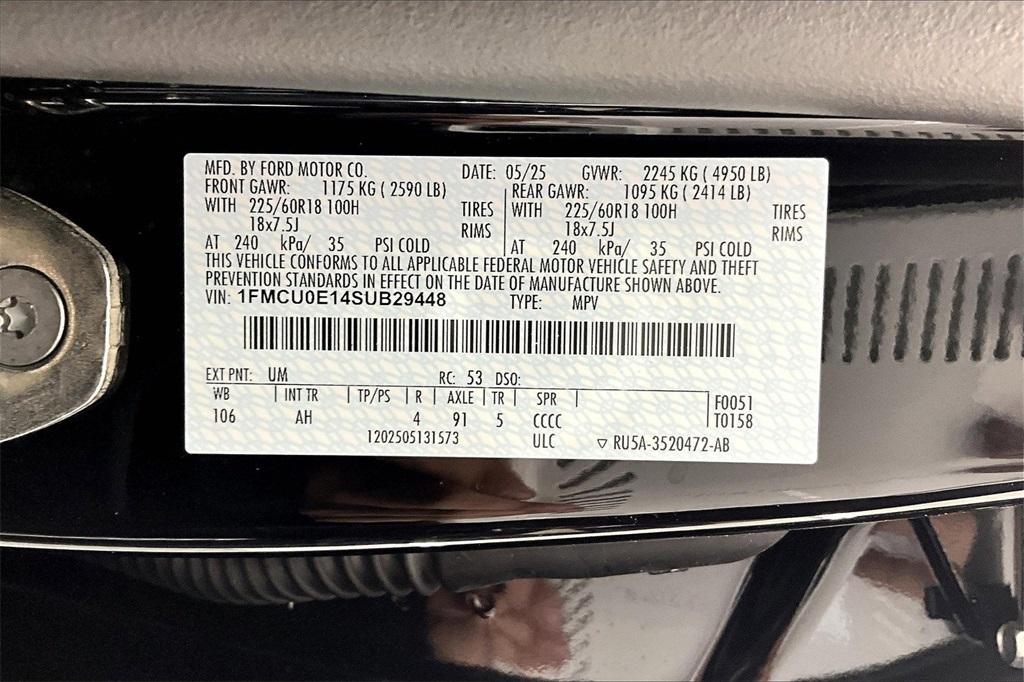 MFD. BY FORD MOTOR CO. DATE: 05/25 GVWR: 2245 KG ( 4950 LB)
FRONT GAWR: 1175 KG ( 2590 LB) REAR GAWR: 1095 KG ( 2414 LB)
WITH 225/60R18 100H TIRES WITH 225/60R18 100H TIRES
18x7.5J RIMS 18x7.5J RIMS
AT 240 kPa/ 35 PSI COLD AT 240 kPa/ 35 PSI COLD
THIS VEHICLE CONFORMS TO ALL APPLICABLE FEDERAL MOTOR VEHICLE SAFETY AND THEFT
PREVENTION STANDARDS IN EFFECT ON THE DATE OF MANUFACTURE SHOWN ABOVE.
VIN: 1FMCU0E14SUB29448 TYPE: MPV
EXT PNT: UM RC: 53 DSO:
WB INT TR TP/PS R AXLE TR SPR F0051
106 AH 4 91 5 CCCC T0158
1202505131573 ULC ▽ RU5A-3520472-AB